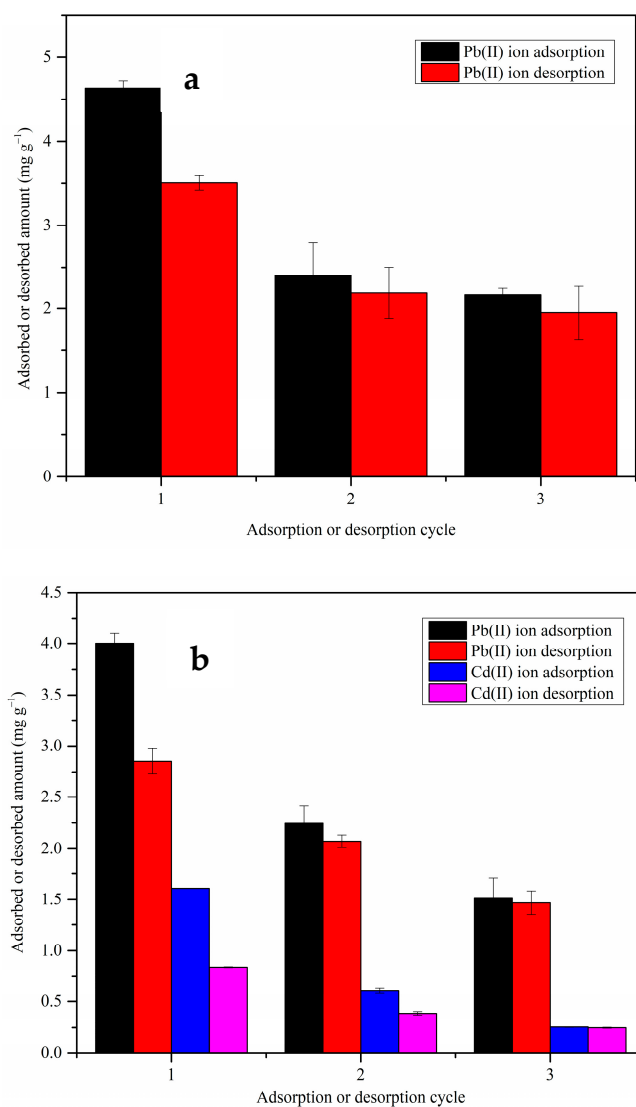 a
Pb(II) ion adsorption
Pb(II) ion desorption
Adsorbed or desorbed amount (mg g⁻¹)
5
4
3
2
1
0
1 2 3
Adsorption or desorption cycle
b
Pb(II) ion adsorption
Pb(II) ion desorption
Cd(II) ion adsorption
Cd(II) ion desorption
Adsorbed or desorbed amount (mg g⁻¹)
4.5
4.0
3.5
3.0
2.5
2.0
1.5
1.0
0.5
0.0
1 2 3
Adsorption or desorption cycle